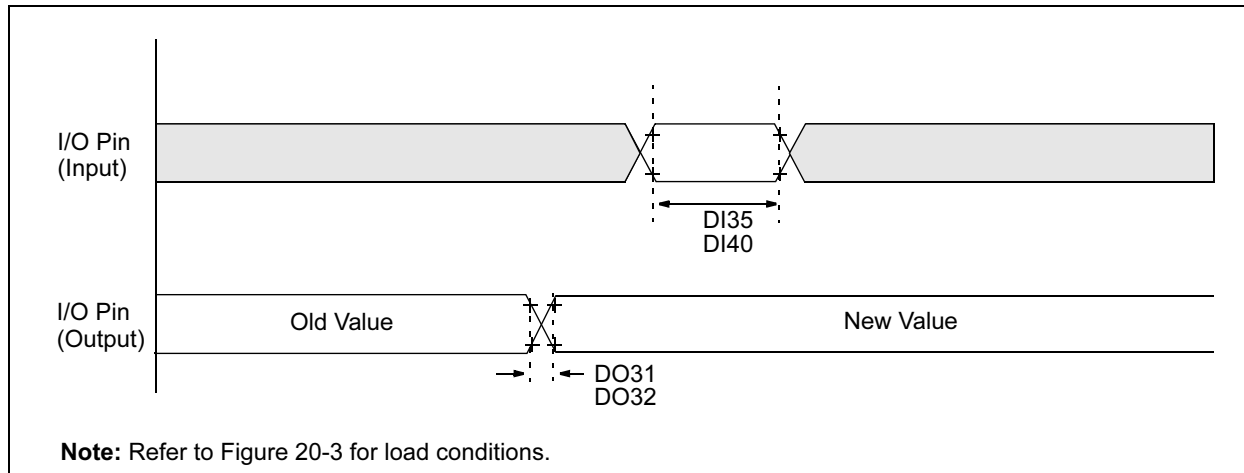 I/O Pin
(Input)
DI35
DI40
I/O Pin
(Output)
Old Value
New Value
DO31
DO32
Note: Refer to Figure 20-3 for load conditions.